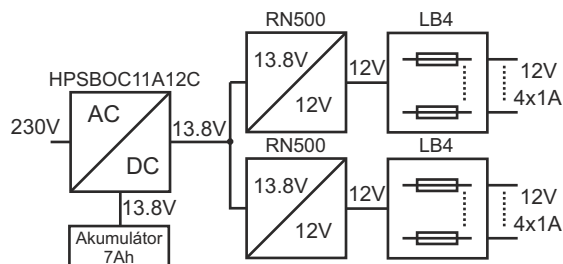 RN500
LB4
13.8V
12V
12V
12V
4x1A
HPSBOC11A12C
AC
DC
230V
13.8V
13.8V
Akumulátor
7Ah
RN500
LB4
13.8V
12V
12V
12V
4x1A